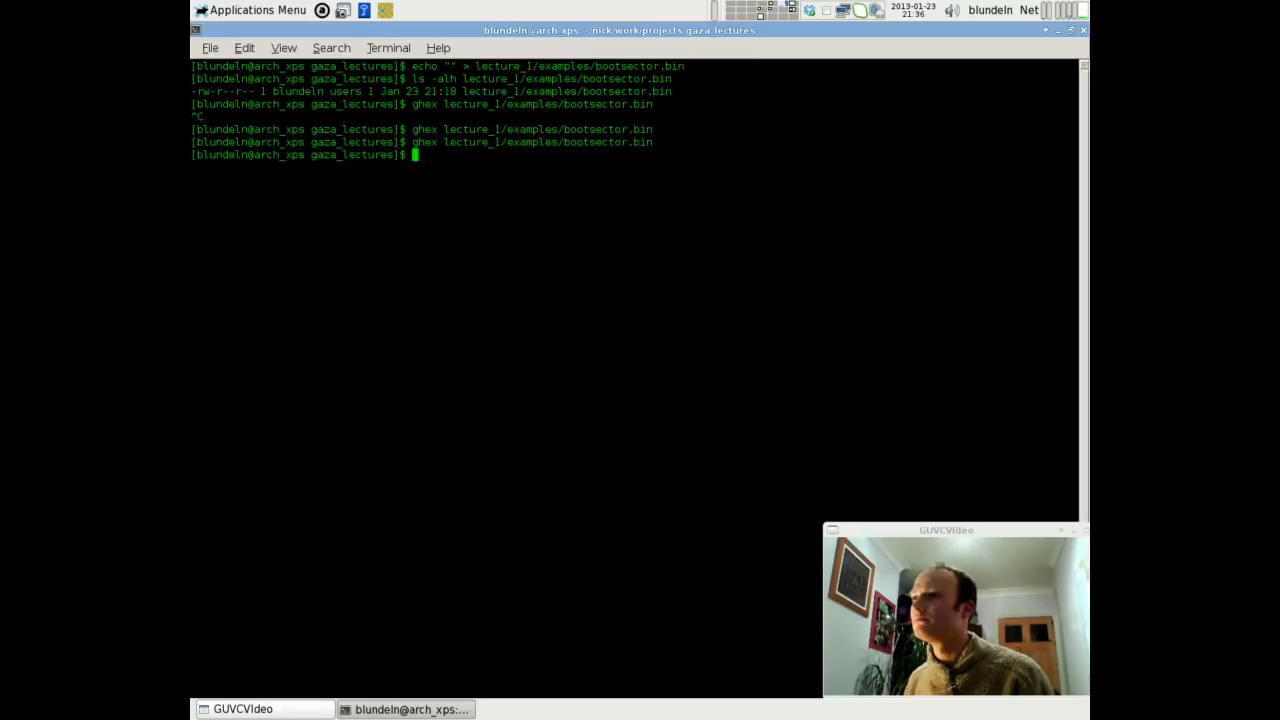 Applications Menu
2013-01-23
21:36
blundeln Net
blundeln@arch_xps:~/nick/work/projects/gaza_lectures
File Edit View Search Terminal Help
[blundeln@arch_xps gaza_lectures]$ echo "" > lecture_1/examples/bootsector.bin
[blundeln@arch_xps gaza_lectures]$ ls -alh lecture_1/examples/bootsector.bin
-rw-r--r-- 1 blundeln users 1 Jan 23 21:18 lecture_1/examples/bootsector.bin
[blundeln@arch_xps gaza_lectures]$ ghex lecture_1/examples/bootsector.bin
^C
[blundeln@arch_xps gaza_lectures]$ ghex lecture_1/examples/bootsector.bin
[blundeln@arch_xps gaza_lectures]$ ghex lecture_1/examples/bootsector.bin
[blundeln@arch_xps gaza_lectures]$
GUVCVideo
GUVCVideo
blundeln@arch_xps:...